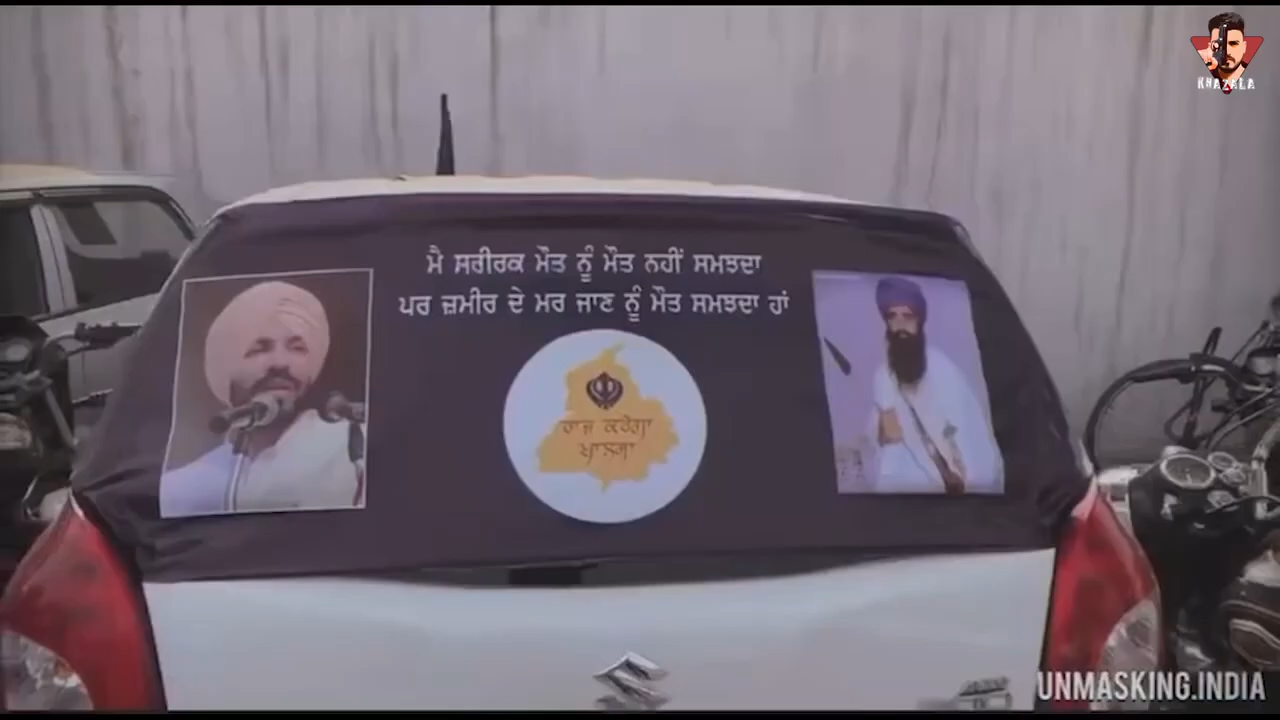 KHAZALA
ਮੈ ਸਰੀਰਕ ਮੌਤ ਨੂੰ ਮੌਤ ਨਹੀਂ ਸਮਝਦਾ
ਪਰ ਜ਼ਮੀਰ ਦੇ ਮਰ ਜਾਣ ਨੂੰ ਮੌਤ ਸਮਝਦਾ ਹਾਂ
ਰਾਜ ਕਰੇਗਾ
ਖਾਲਸਾ
UNMASKING.INDIA